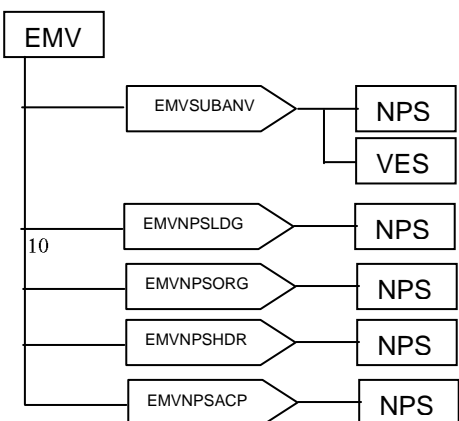 EMV
EMVSUBANV NPS
VES
EMVNPSLDG NPS
10
EMVNPSORG NPS
EMVNPSHDR NPS
EMVNPSACP NPS